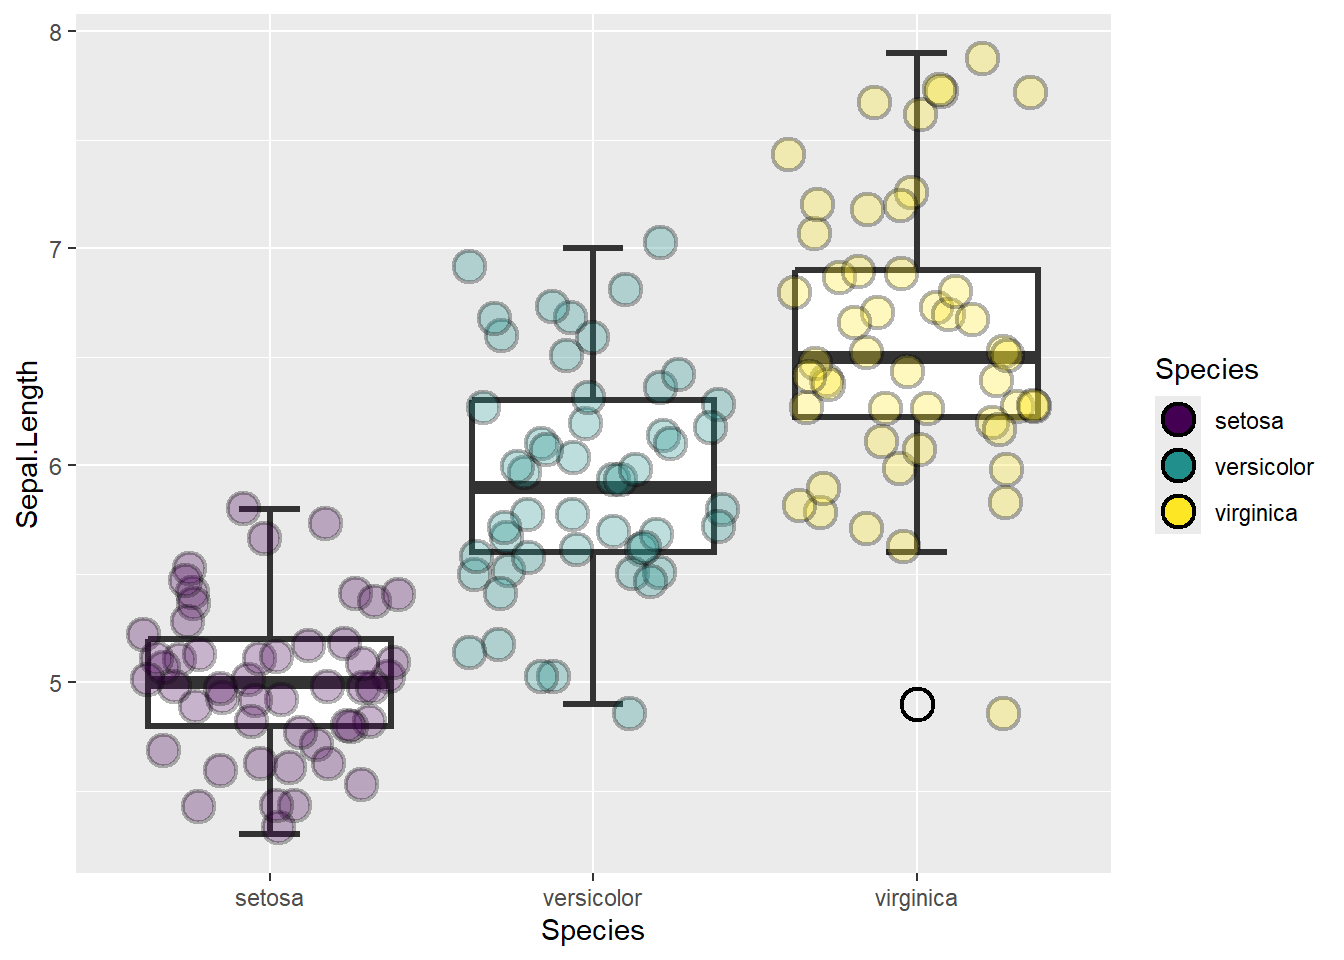 8
7
6
5
Sepal.Length
setosa
versicolor
virginica
Species
Species
setosa
versicolor
virginica